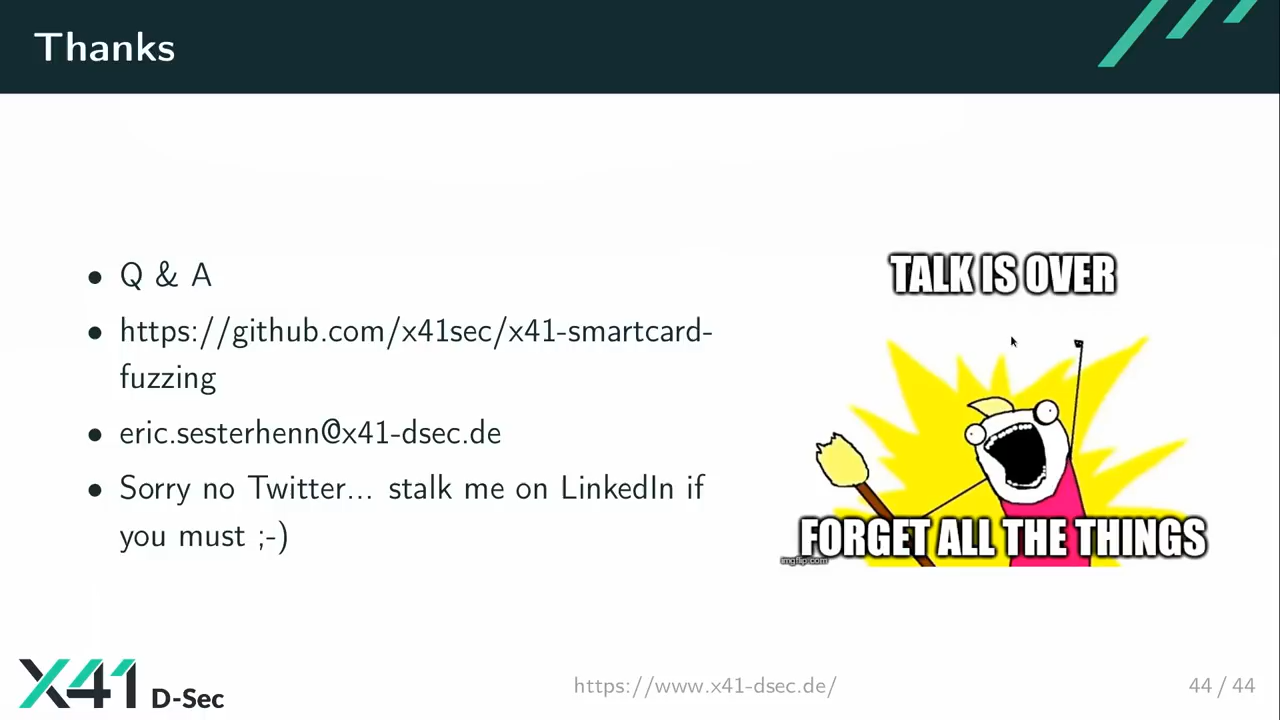 Thanks
• Q & A
• https://github.com/x41sec/x41-smartcard-
fuzzing
• eric.sesterhenn@x41-dsec.de
• Sorry no Twitter... stalk me on LinkedIn if
you must ;-)
TALK IS OVER
FORGET ALL THE THINGS
imgflip.com
X41 D-Sec
https://www.x41-dsec.de/
44 / 44